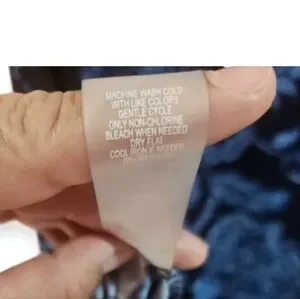 MACHINE WASH COLD
WITH LIKE COLORS
GENTLE CYCLE
ONLY NON-CHLORINE
BLEACH WHEN NEEDED
DRY FLAT
COOL IRON IF NEEDED